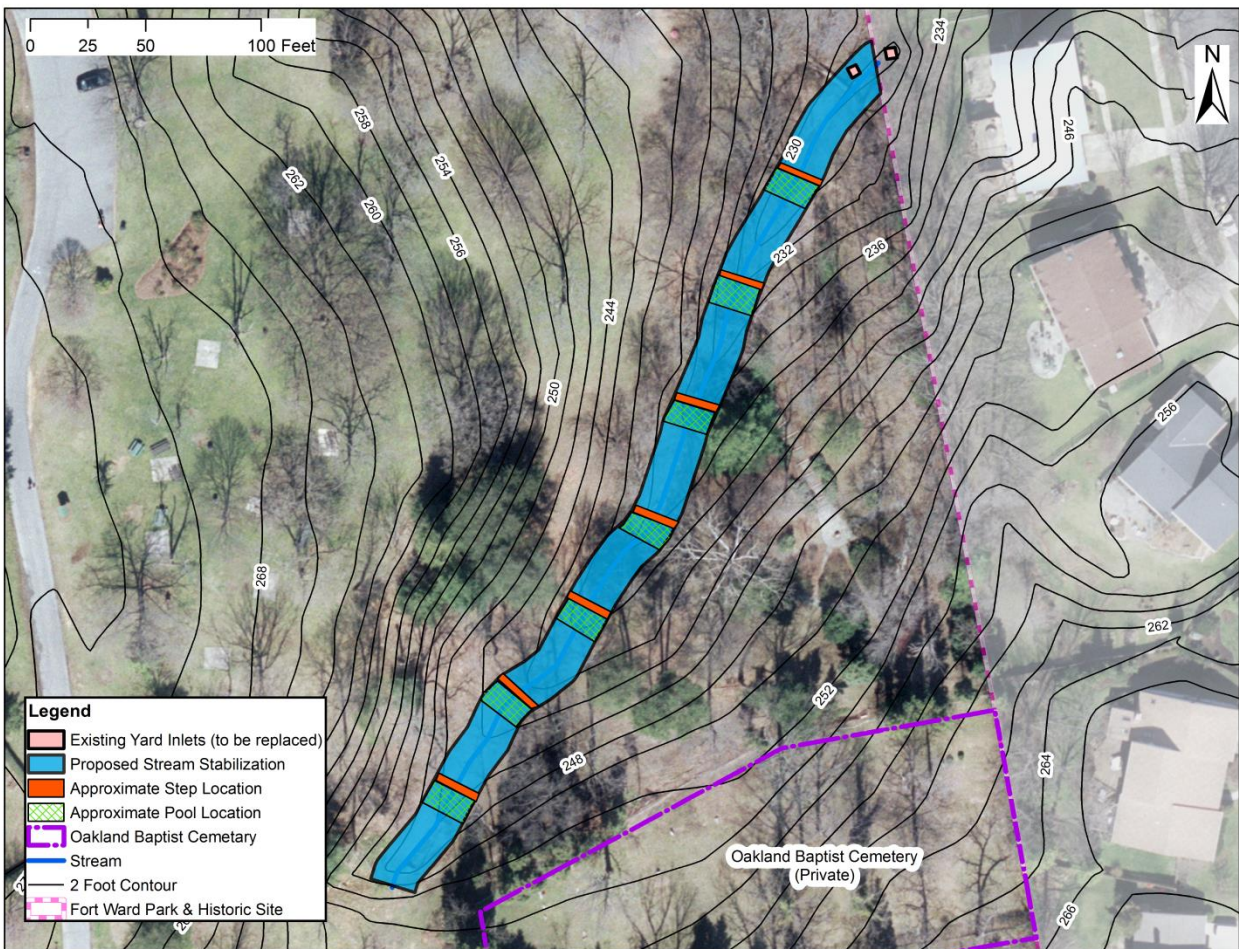 0 25 50 100 Feet
N
234
258
246
262
254
230
260
256
232
236
244
250
256
268
262
252
248
264
266
Oakland Baptist Cemetery
(Private)
Legend
Existing Yard Inlets (to be replaced)
Proposed Stream Stabilization
Approximate Step Location
Approximate Pool Location
Oakland Baptist Cemetary
Stream
2 Foot Contour
Fort Ward Park & Historic Site